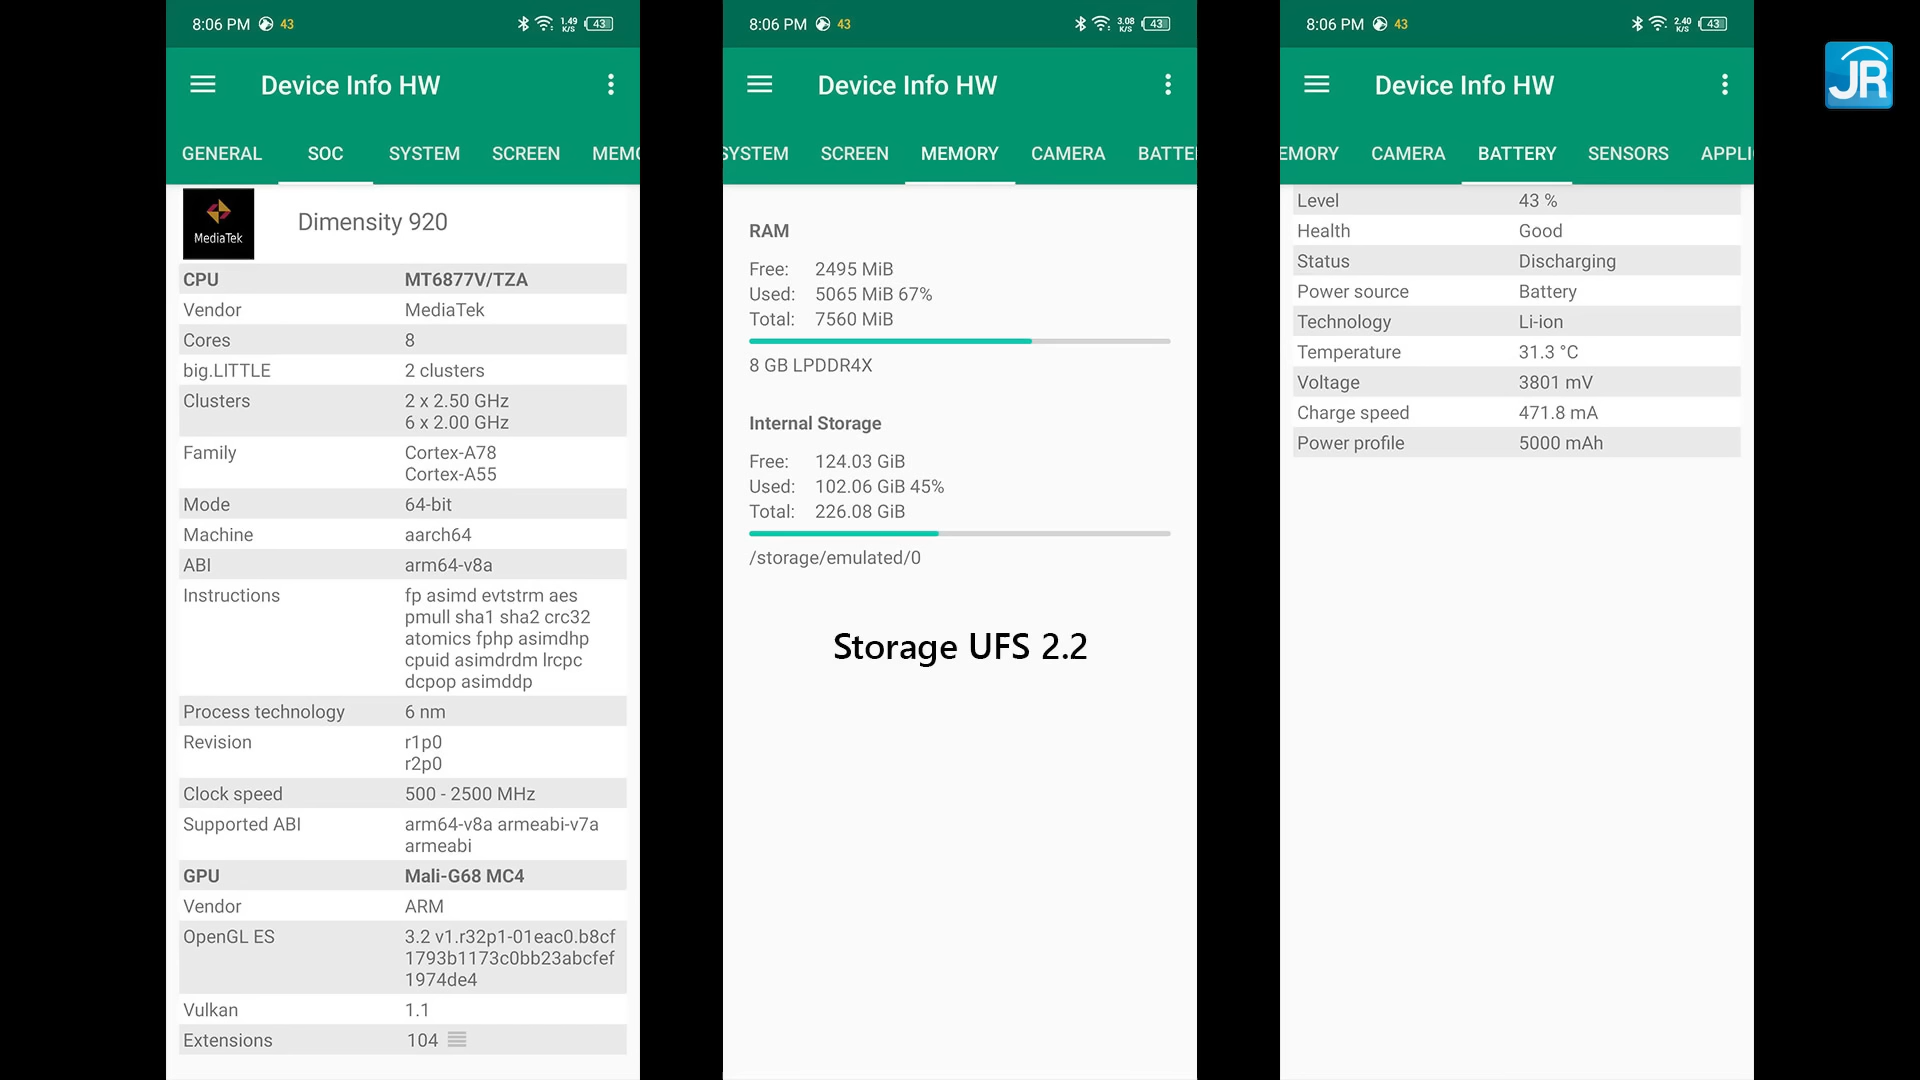 8:06 PM 43 1.49 K/S 43
Device Info HW
GENERAL SOC SYSTEM SCREEN MEMO
MediaTek
Dimensity 920
CPU MT6877V/TZA
Vendor MediaTek
Cores 8
big.LITTLE 2 clusters
Clusters 2 x 2.50 GHz
6 x 2.00 GHz
Family Cortex-A78
Cortex-A55
Mode 64-bit
Machine aarch64
ABI arm64-v8a
Instructions fp asimd evtstrm aes
pmull sha1 sha2 crc32
atomics fphp asimdhp
cpuid asimdrdm lrcpc
dcpop asimddp
Process technology 6 nm
Revision r1p0
r2p0
Clock speed 500 - 2500 MHz
Supported ABI arm64-v8a armeabi-v7a
armeabi
GPU Mali-G68 MC4
Vendor ARM
OpenGL ES 3.2 v1.r32p1-01eac0.b8cf
1793b1173c0bb23abcfef
1974de4
Vulkan 1.1
Extensions 104
8:06 PM 43 3.08 K/S 43
Device Info HW
SYSTEM SCREEN MEMORY CAMERA BATTE
RAM
Free: 2495 MiB
Used: 5065 MiB 67%
Total: 7560 MiB
8 GB LPDDR4X
Internal Storage
Free: 124.03 GiB
Used: 102.06 GiB 45%
Total: 226.08 GiB
/storage/emulated/0
Storage UFS 2.2
8:06 PM 43 2.40 K/S 43
Device Info HW
EMORY CAMERA BATTERY SENSORS APPLI
Level 43 %
Health Good
Status Discharging
Power source Battery
Technology Li-ion
Temperature 31.3 °C
Voltage 3801 mV
Charge speed 471.8 mA
Power profile 5000 mAh
JR